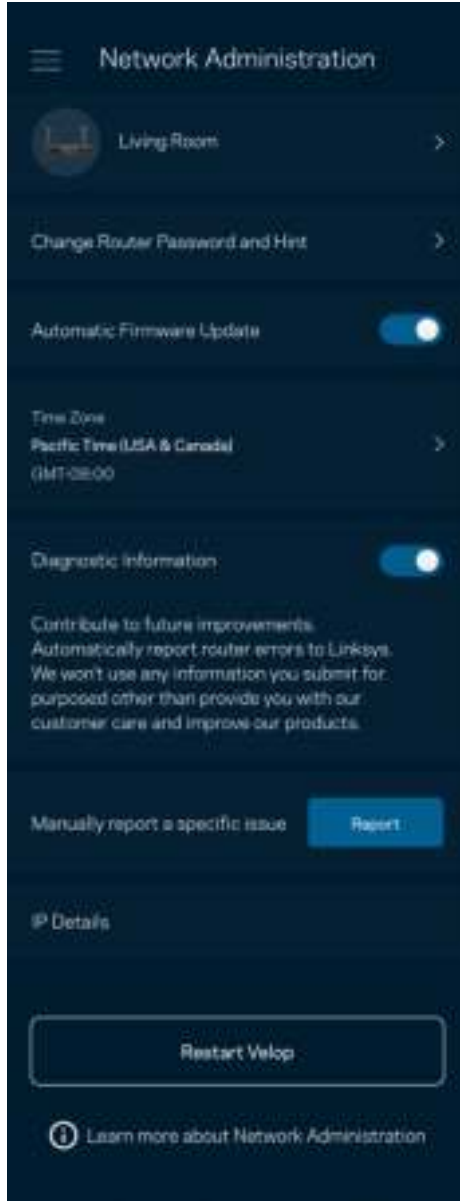 Network Administration
Living Room
Change Router Password and Hint
Automatic Firmware Update
Time Zone
Pacific Time (USA & Canada)
GMT-08:00
Diagnostic Information
Contribute to future improvements.
Automatically report router errors to Linksys.
We won't use any information you submit for
purposed other than provide you with our
customer care and improve our products.
Manually report a specific issue
Report
IP Details
Restart Velop
Learn more about Network Administration